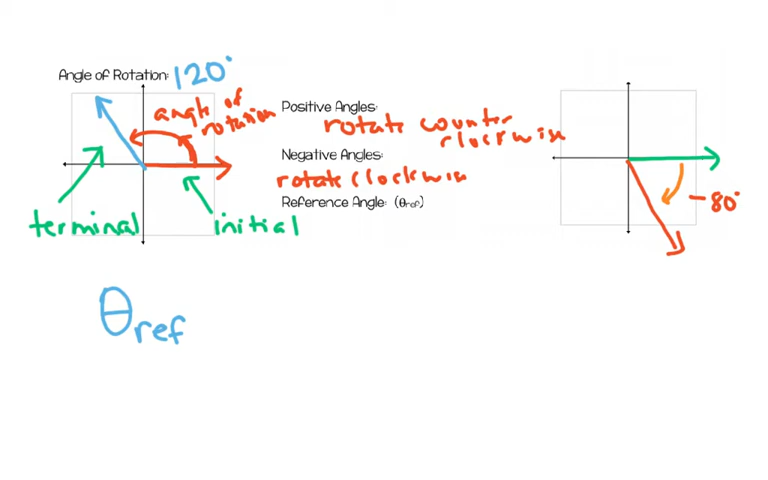 Angle of Rotation: 120°
angle of
rotation
terminal
initial
Positive Angles:
rotate counter
clockwise
Negative Angles:
rotate clockwise
Reference Angle: (θref)
-80°
θref